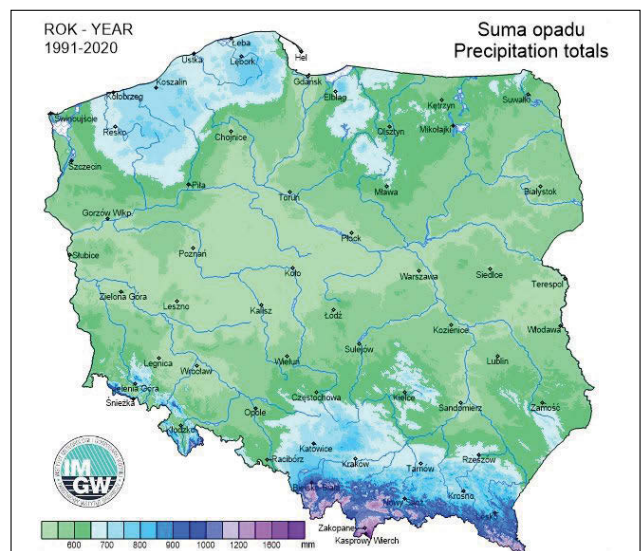 ROK - YEAR
1991-2020
Suma opadu
Precipitation totals
Łeba
Ustka
Lębork
Hel
Koszalin
Gdańsk
Kołobrzeg
Elbląg
Kętrzyn
Suwałki
Świnoujście
Resko
Chojnice
Olsztyn
Mikołajki
Szczecin
Piła
Mława
Białystok
Toruń
Gorzów Wlkp.
Płock
Słubice
Poznań
Koło
Warszawa
Siedlce
Terespol
Zielona Góra
Leszno
Kalisz
Łódź
Kozienice
Włodawa
Sulejów
Legnica
Wrocław
Wieluń
Lublin
Jelenia Góra
Śnieżka
Częstochowa
Kielce
Sandomierz
Zamość
Opole
Kłodzko
Katowice
Racibórz
Kraków
Tarnów
Rzeszów
Krosno
IM
GW
Zakopane
Kasprowy Wierch
600 700 800 900 1000 1200 1600 mm